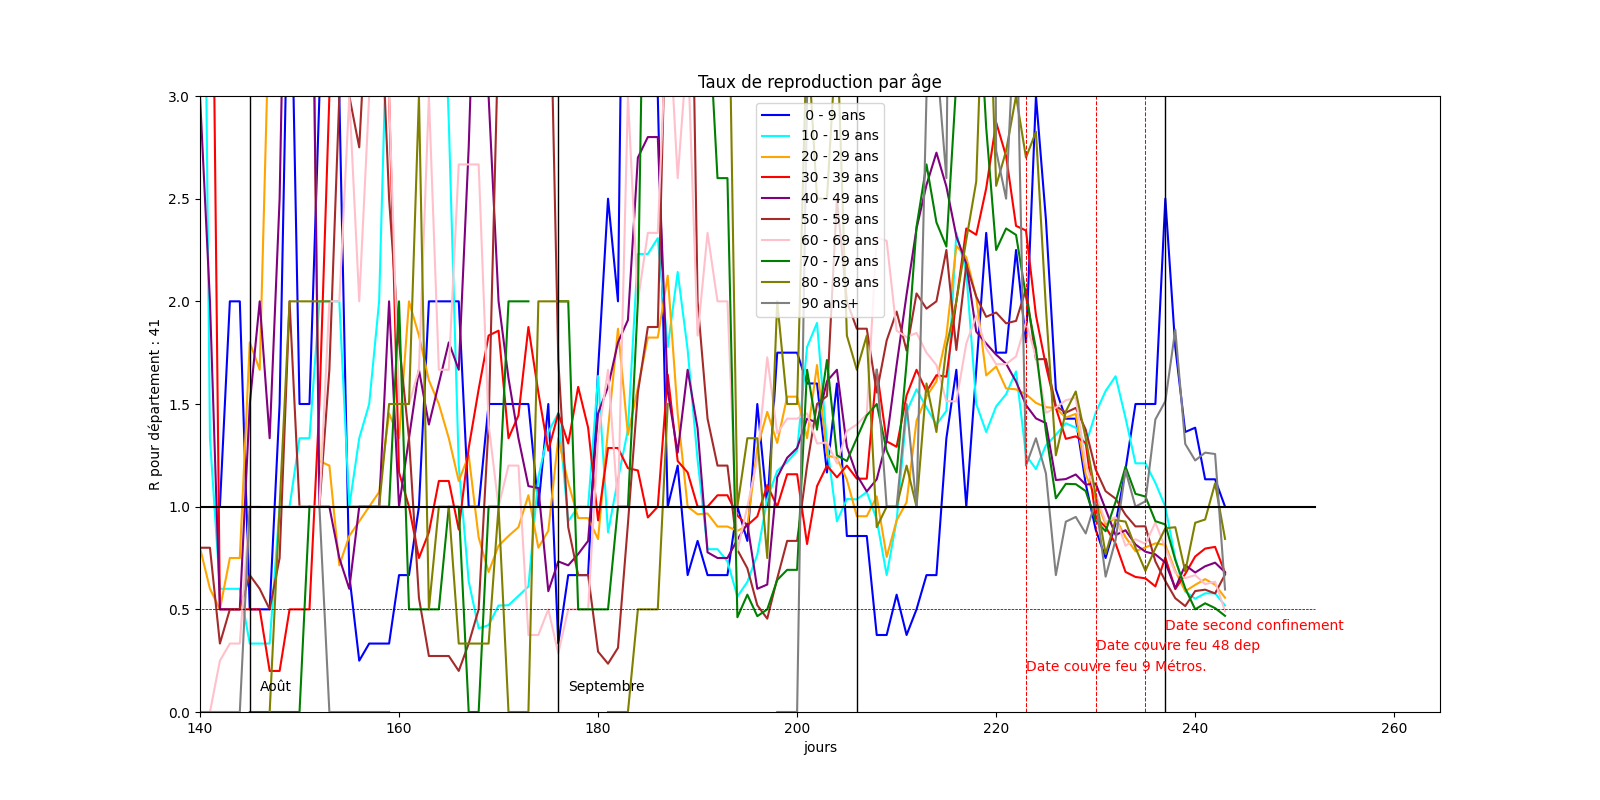 Taux de reproduction par âge
R pour département : 41
3.0
2.5
2.0
1.5
1.0
0.5
0.0
0 - 9 ans
10 - 19 ans
20 - 29 ans
30 - 39 ans
40 - 49 ans
50 - 59 ans
60 - 69 ans
70 - 79 ans
80 - 89 ans
90 ans+
Date second confinement
Date couvre feu 48 dep
Date couvre feu 9 Métros.
Août
Septembre
140
160
180
200
220
240
260
jours